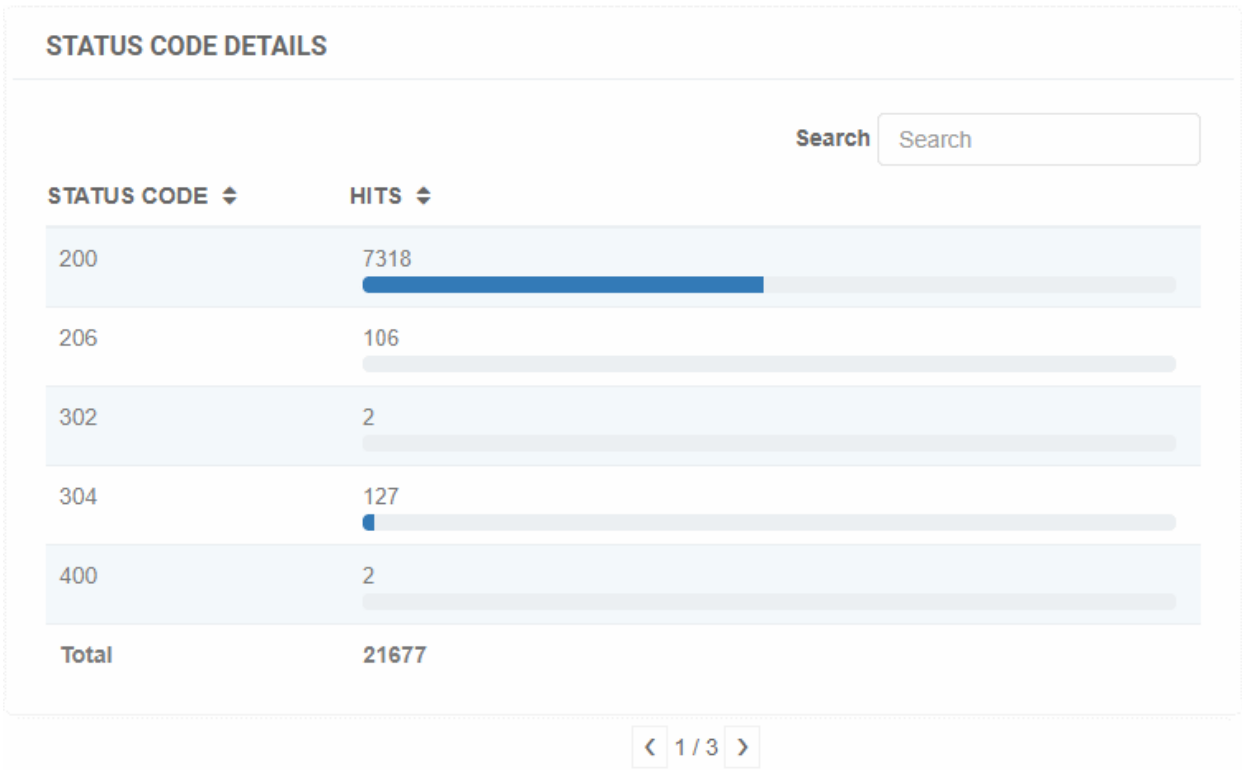 STATUS CODE DETAILS
Search Search
STATUS CODE HITS
200 7318
206 106
302 2
304 127
400 2
Total 21677
‹ 1 / 3 ›